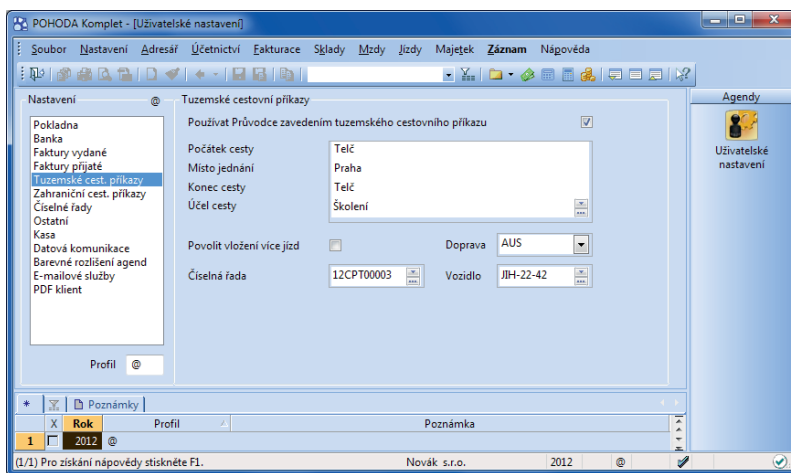 POHODA Komplet - [Uživatelské nastavení]
Soubor Nastavení Adresář Účetnictví Fakturace Sklady Mzdy Jízdy Majetek Záznam Nápověda
Nastavení @
Pokladna
Banka
Faktury vydané
Faktury přijaté
Tuzemské cest. příkazy
Zahraniční cest. příkazy
Číselné řady
Ostatní
Kasa
Datová komunikace
Barevné rozlišení agend
E-mailové služby
PDF klient
Profil @
Tuzemské cestovní příkazy
Používat Průvodce zavedením tuzemského cestovního příkazu
Počátek cesty Telč
Místo jednání Praha
Konec cesty Telč
Účel cesty Školení
Povolit vložení více jízd Doprava AUS
Číselná řada 12CPT00003 Vozidlo JIH-22-42
Agendy
Uživatelské
nastavení
* Poznámky
X Rok Profil Poznámka
1 2012 @
(1/1) Pro získání nápovědy stiskněte F1. Novák s.r.o. 2012 @